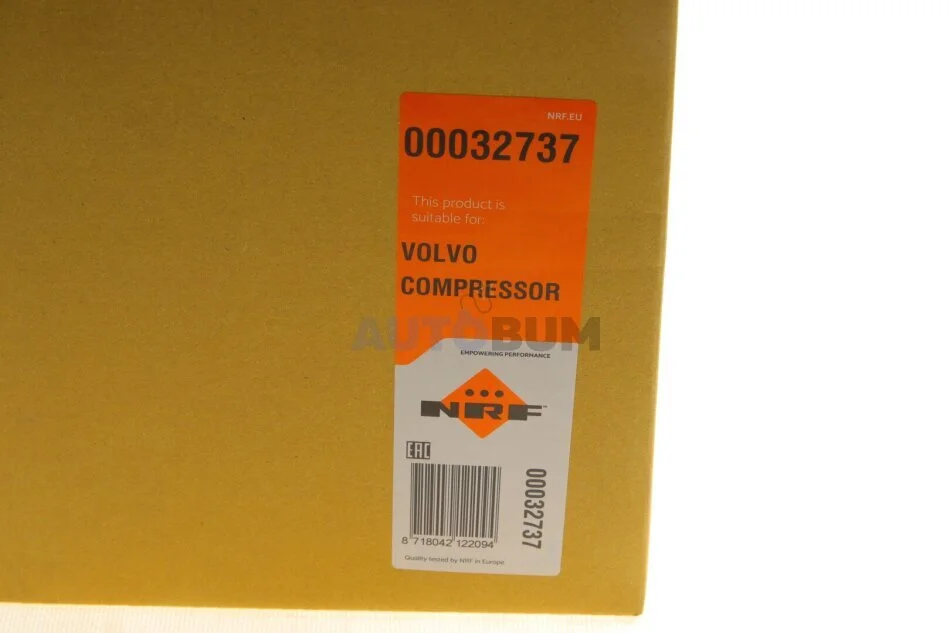 NRF.EU
00032737
This product is
suitable for:
VOLVO
COMPRESSOR
AUTOBUM
EMPOWERING PERFORMANCE
NRF™
EAC
00032737
8 718042 122094
Quality tested by NRF in Europe